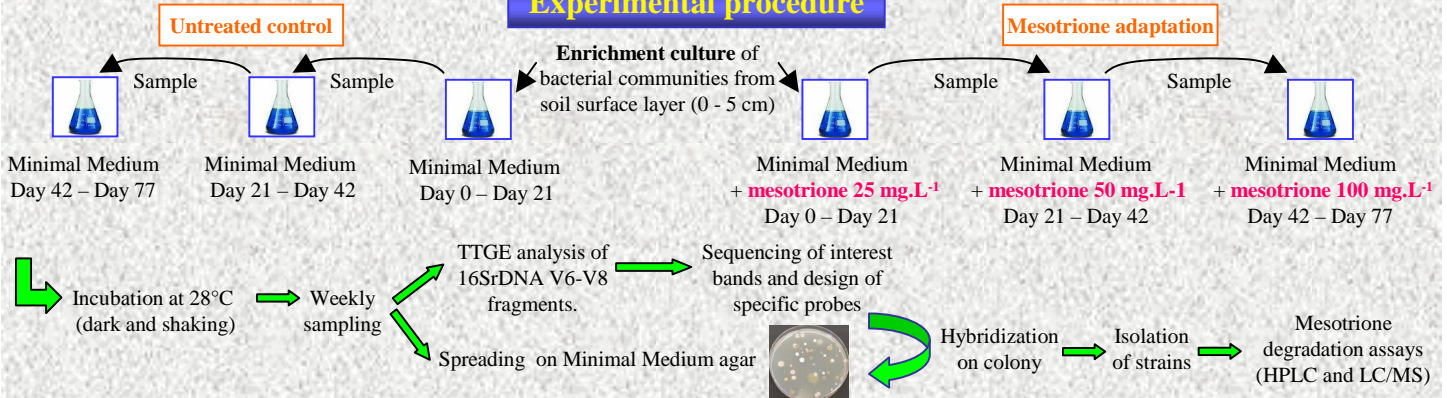 Experimental procedure
Untreated control
Mesotrione adaptation
Enrichment culture of
bacterial communities from
soil surface layer (0 - 5 cm)
Sample
Sample
Sample
Sample
Minimal Medium
Day 42 – Day 77
Minimal Medium
Day 21 – Day 42
Minimal Medium
Day 0 – Day 21
Minimal Medium
+ mesotrione 25 mg.L-1
Day 0 – Day 21
Minimal Medium
+ mesotrione 50 mg.L-1
Day 21 – Day 42
Minimal Medium
+ mesotrione 100 mg.L-1
Day 42 – Day 77
Incubation at 28°C
(dark and shaking)
Weekly
sampling
TTGE analysis of
16SrDNA V6-V8
fragments.
Sequencing of interest
bands and design of
specific probes
Spreading on Minimal Medium agar
Hybridization
on colony
Isolation
of strains
Mesotrione
degradation assays
(HPLC and LC/MS)